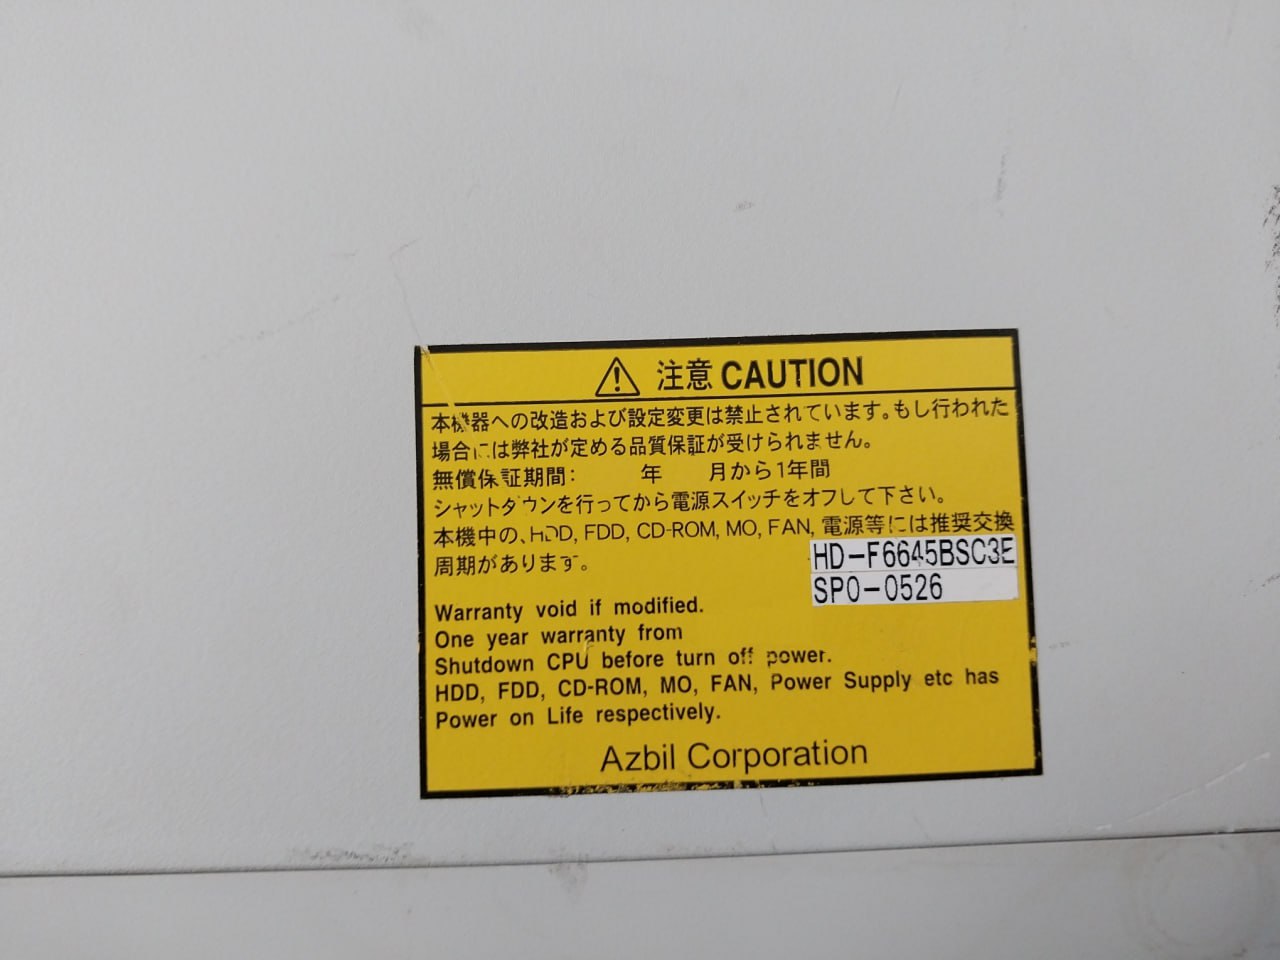 注意 CAUTION
本機器への改造および設定変更は禁止されています。もし行われた
場合には弊社が定める品質保証が受けられません。
無償保証期間: 年 月から1年間
シャットダウンを行ってから電源スイッチをオフして下さい。
本機中の、HDD, FDD, CD-ROM, MO, FAN, 電源等には推奨交換
周期があります。
HD-F6645BSC3E
SP0-0526
Warranty void if modified.
One year warranty from
Shutdown CPU before turn off power.
HDD, FDD, CD-ROM, MO, FAN, Power Supply etc has
Power on Life respectively.
Azbil Corporation